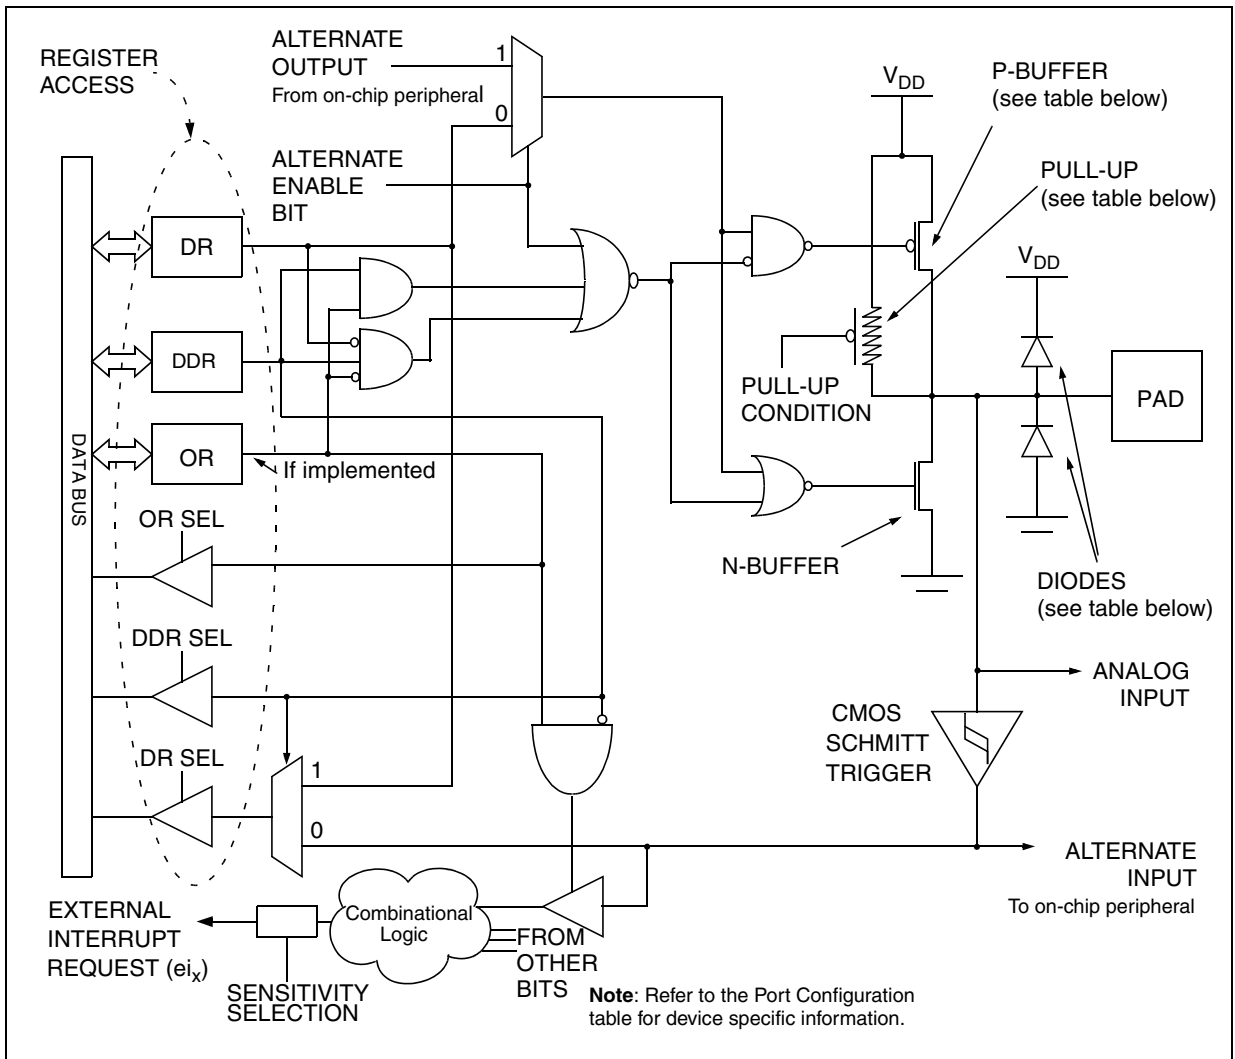 REGISTER
ACCESS
ALTERNATE
OUTPUT
From on-chip peripheral
1
0
ALTERNATE
ENABLE
BIT
VDD
P-BUFFER
(see table below)
PULL-UP
(see table below)
VDD
DR
DDR
OR
If implemented
DATA BUS
PULL-UP
CONDITION
PAD
N-BUFFER
DIODES
(see table below)
OR SEL
DDR SEL
DR SEL
1
0
ANALOG
INPUT
CMOS
SCHMITT
TRIGGER
ALTERNATE
INPUT
To on-chip peripheral
EXTERNAL
INTERRUPT
REQUEST (eix)
Combinational
Logic
FROM
OTHER
BITS
SENSITIVITY
SELECTION
Note: Refer to the Port Configuration
table for device specific information.